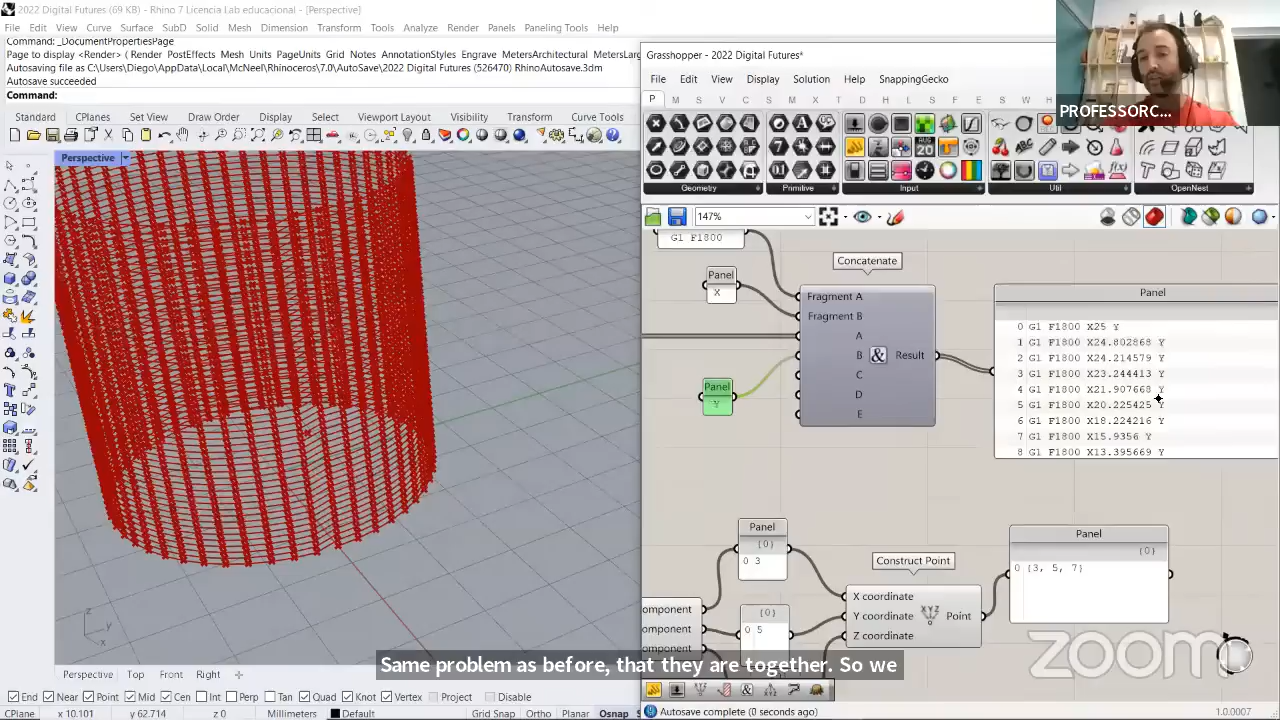 2022 Digital Futures (69 KB) - Rhino 7 Licencia Lab educacional - [Perspective]
File Edit View Curve Surface SubD Solid Mesh Dimension Transform Tools Analyze Render Panels Paneling Tools Help
Command: _DocumentPropertiesPage
Page to display <Render> ( Render PostEffects Mesh Units PageUnits Grid Notes AnnotationStyles Engrave MetersArchitectural MetersLarg
Autosaving file as C:\Users\Diego\AppData\Local\McNeel\Rhinoceros\7.0\AutoSave\2022 Digital Futures (526470) RhinoAutosave.3dm
Autosave succeeded
Command:
Standard CPlanes Set View Draw Order Display Select Viewport Layout Visibility Transform Curve Tools
Perspective
Grasshopper - 2022 Digital Futures*
File Edit View Display Solution Help SnappingGecko
PROFESSORC...
P M S V C S M X T D H L S F E W H
Geometry Primitive Input Util OpenNest
147%
G1 F1800
Concatenate
Panel
X
Fragment A
Fragment B
A
B
C
D
E
Result
Panel
Y
Panel
0 G1 F1800 X25 Y
1 G1 F1800 X24.802868 Y
2 G1 F1800 X24.214579 Y
3 G1 F1800 X23.244413 Y
4 G1 F1800 X21.907668 Y
5 G1 F1800 X20.225425 Y
6 G1 F1800 X18.224216 Y
7 G1 F1800 X15.9356 Y
8 G1 F1800 X13.395669 Y
Panel
{0}
0 3
{0}
0 5
omponent
omponent
omponent
Construct Point
X coordinate
Y coordinate
Z coordinate
Point
Panel
{0}
0 {3, 5, 7}
z
y
x
zoom
Same problem as before, that they are together. So we
Perspective Top Front Right
End Near Point Mid Cen Int Perp Tan Quad Knot Vertex Project Disable
CPlane x 10.101 y 62.714 z 0 Millimeters Default Grid Snap Ortho Planar Osnap
Autosave complete (0 seconds ago)
1.0.0007